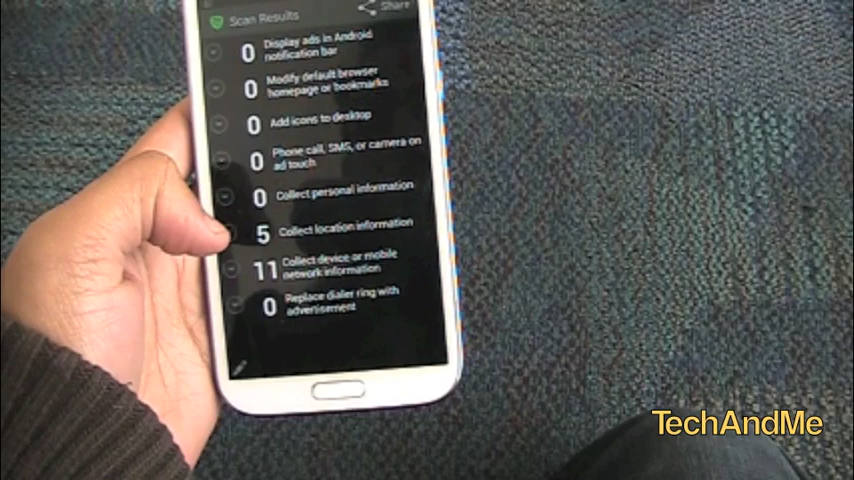 Scan Results
Share
0 Display ads in Android
notification bar
0 Modify default browser
homepage or bookmarks
0 Add icons to desktop
0 Phone call, SMS, or camera on
ad touch
0 Collect personal information
5 Collect location information
11 Collect device or mobile
network information
0 Replace dialer ring with
advertisement
TechAndMe